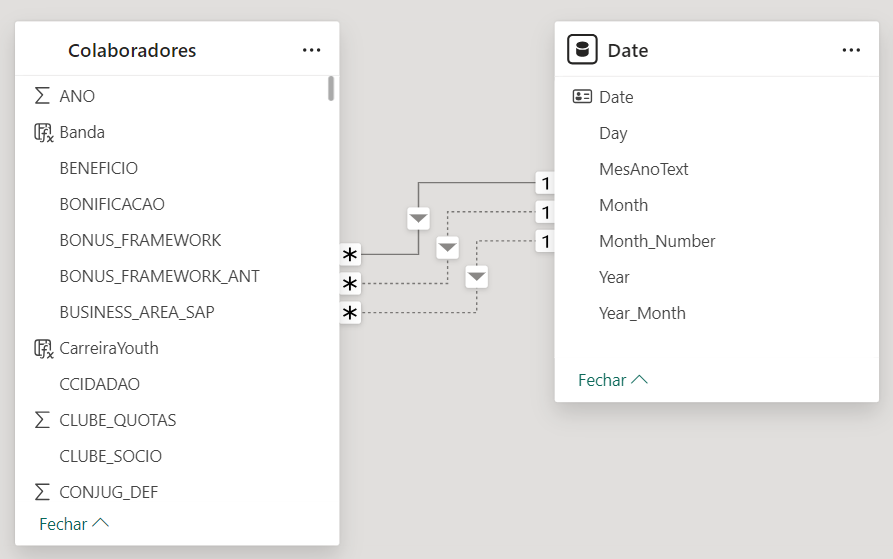 Colaboradores
ANO
Banda
BENEFICIO
BONIFICACAO
BONUS_FRAMEWORK
BONUS_FRAMEWORK_ANT
BUSINESS_AREA_SAP
CarreiraYouth
CCIDADAO
CLUBE_QUOTAS
CLUBE_SOCIO
CONJUG_DEF
Fechar
*
*
*
1
1
1
Date
Date
Day
MesAnoText
Month
Month_Number
Year
Year_Month
Fechar